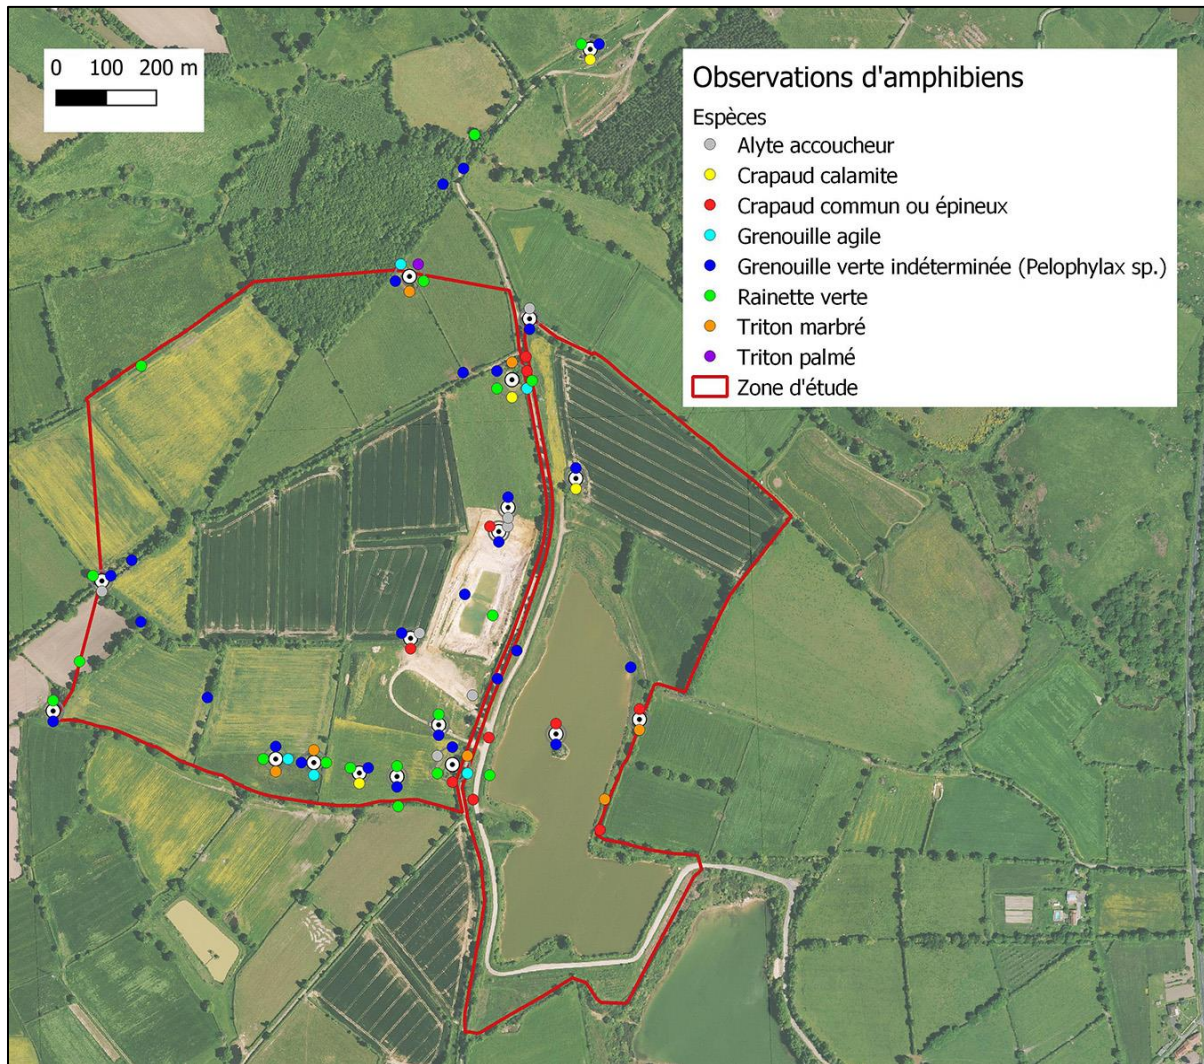 0 100 200 m
Observations d'amphibiens
Espèces
Alyte accoucheur
Crapaud calamite
Crapaud commun ou épineux
Grenouille agile
Grenouille verte indéterminée (Pelophylax sp.)
Rainette verte
Triton marbré
Triton palmé
Zone d'étude